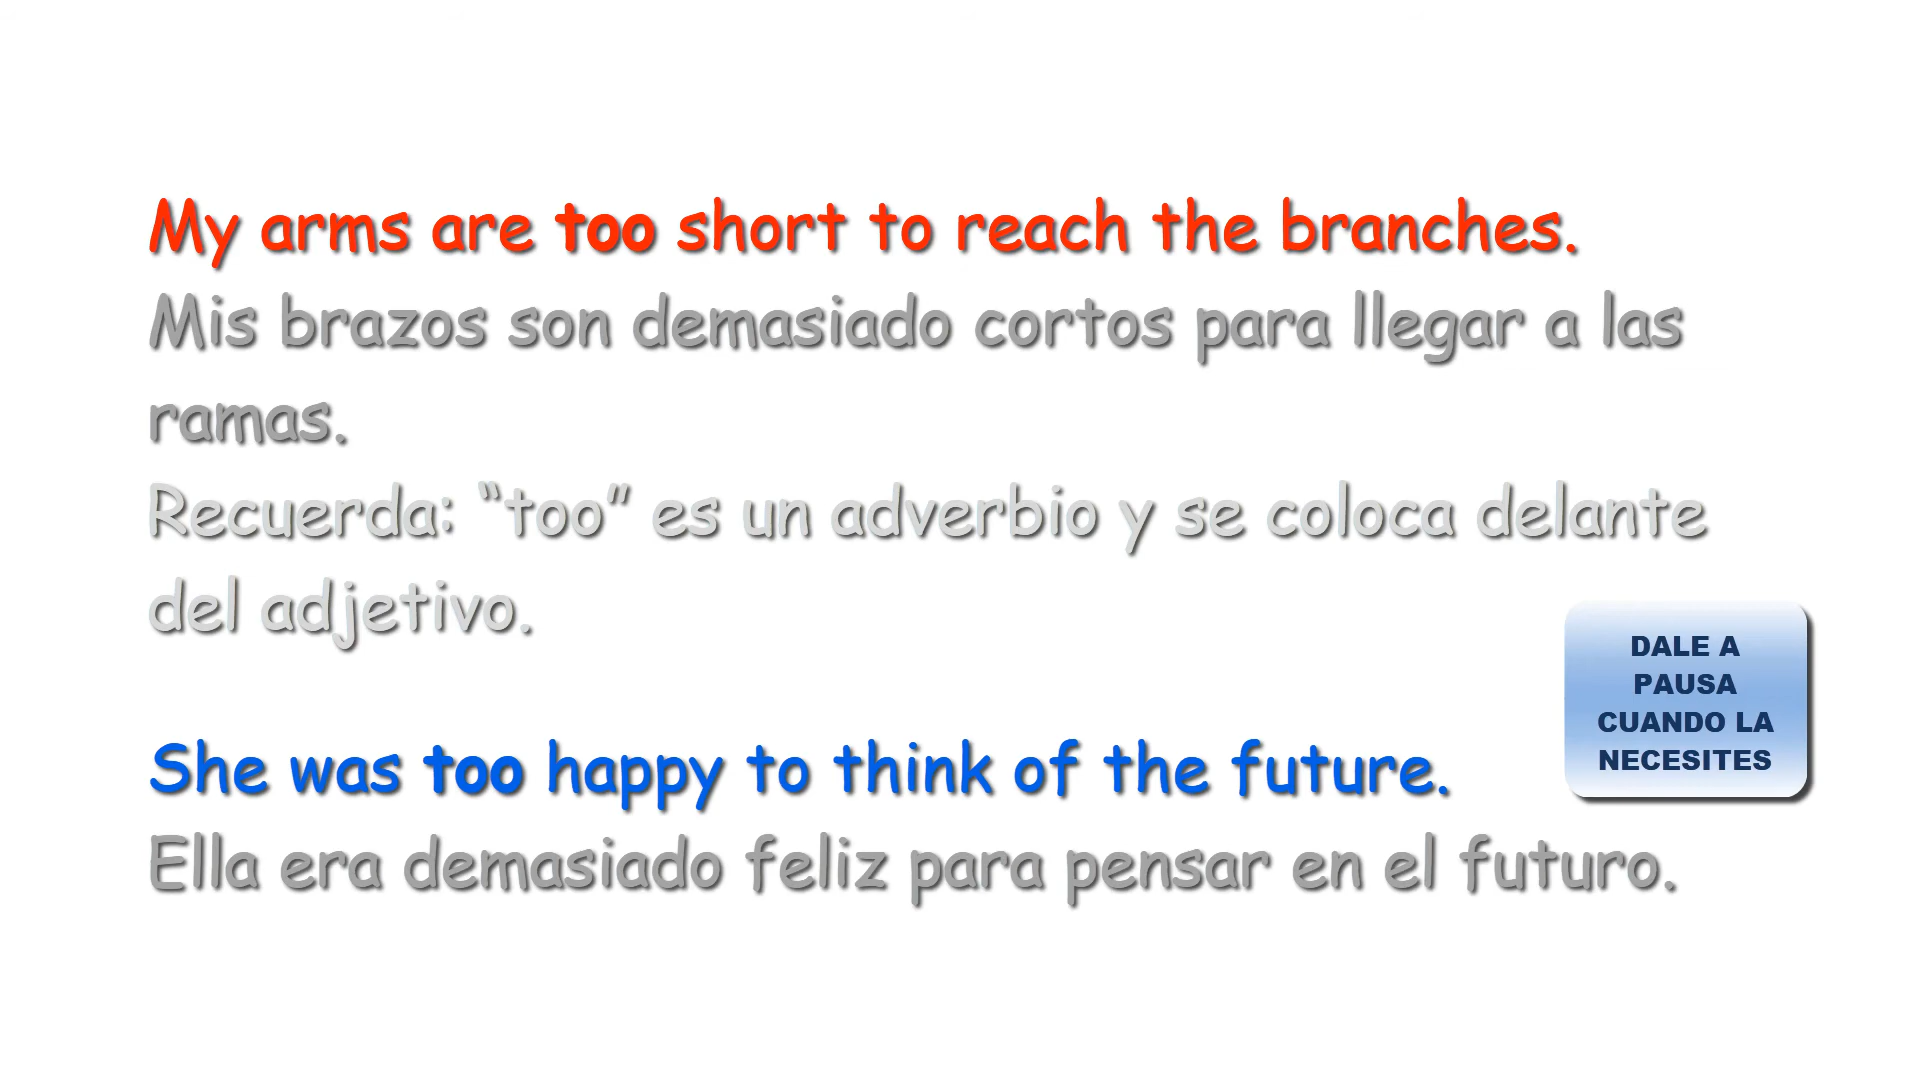 My arms are too short to reach the branches.
Mis brazos son demasiado cortos para llegar a las
ramas.
Recuerda: “too” es un adverbio y se coloca delante
del adjetivo.
DALE A
PAUSA
CUANDO LA
NECESITES
She was too happy to think of the future.
Ella era demasiado feliz para pensar en el futuro.